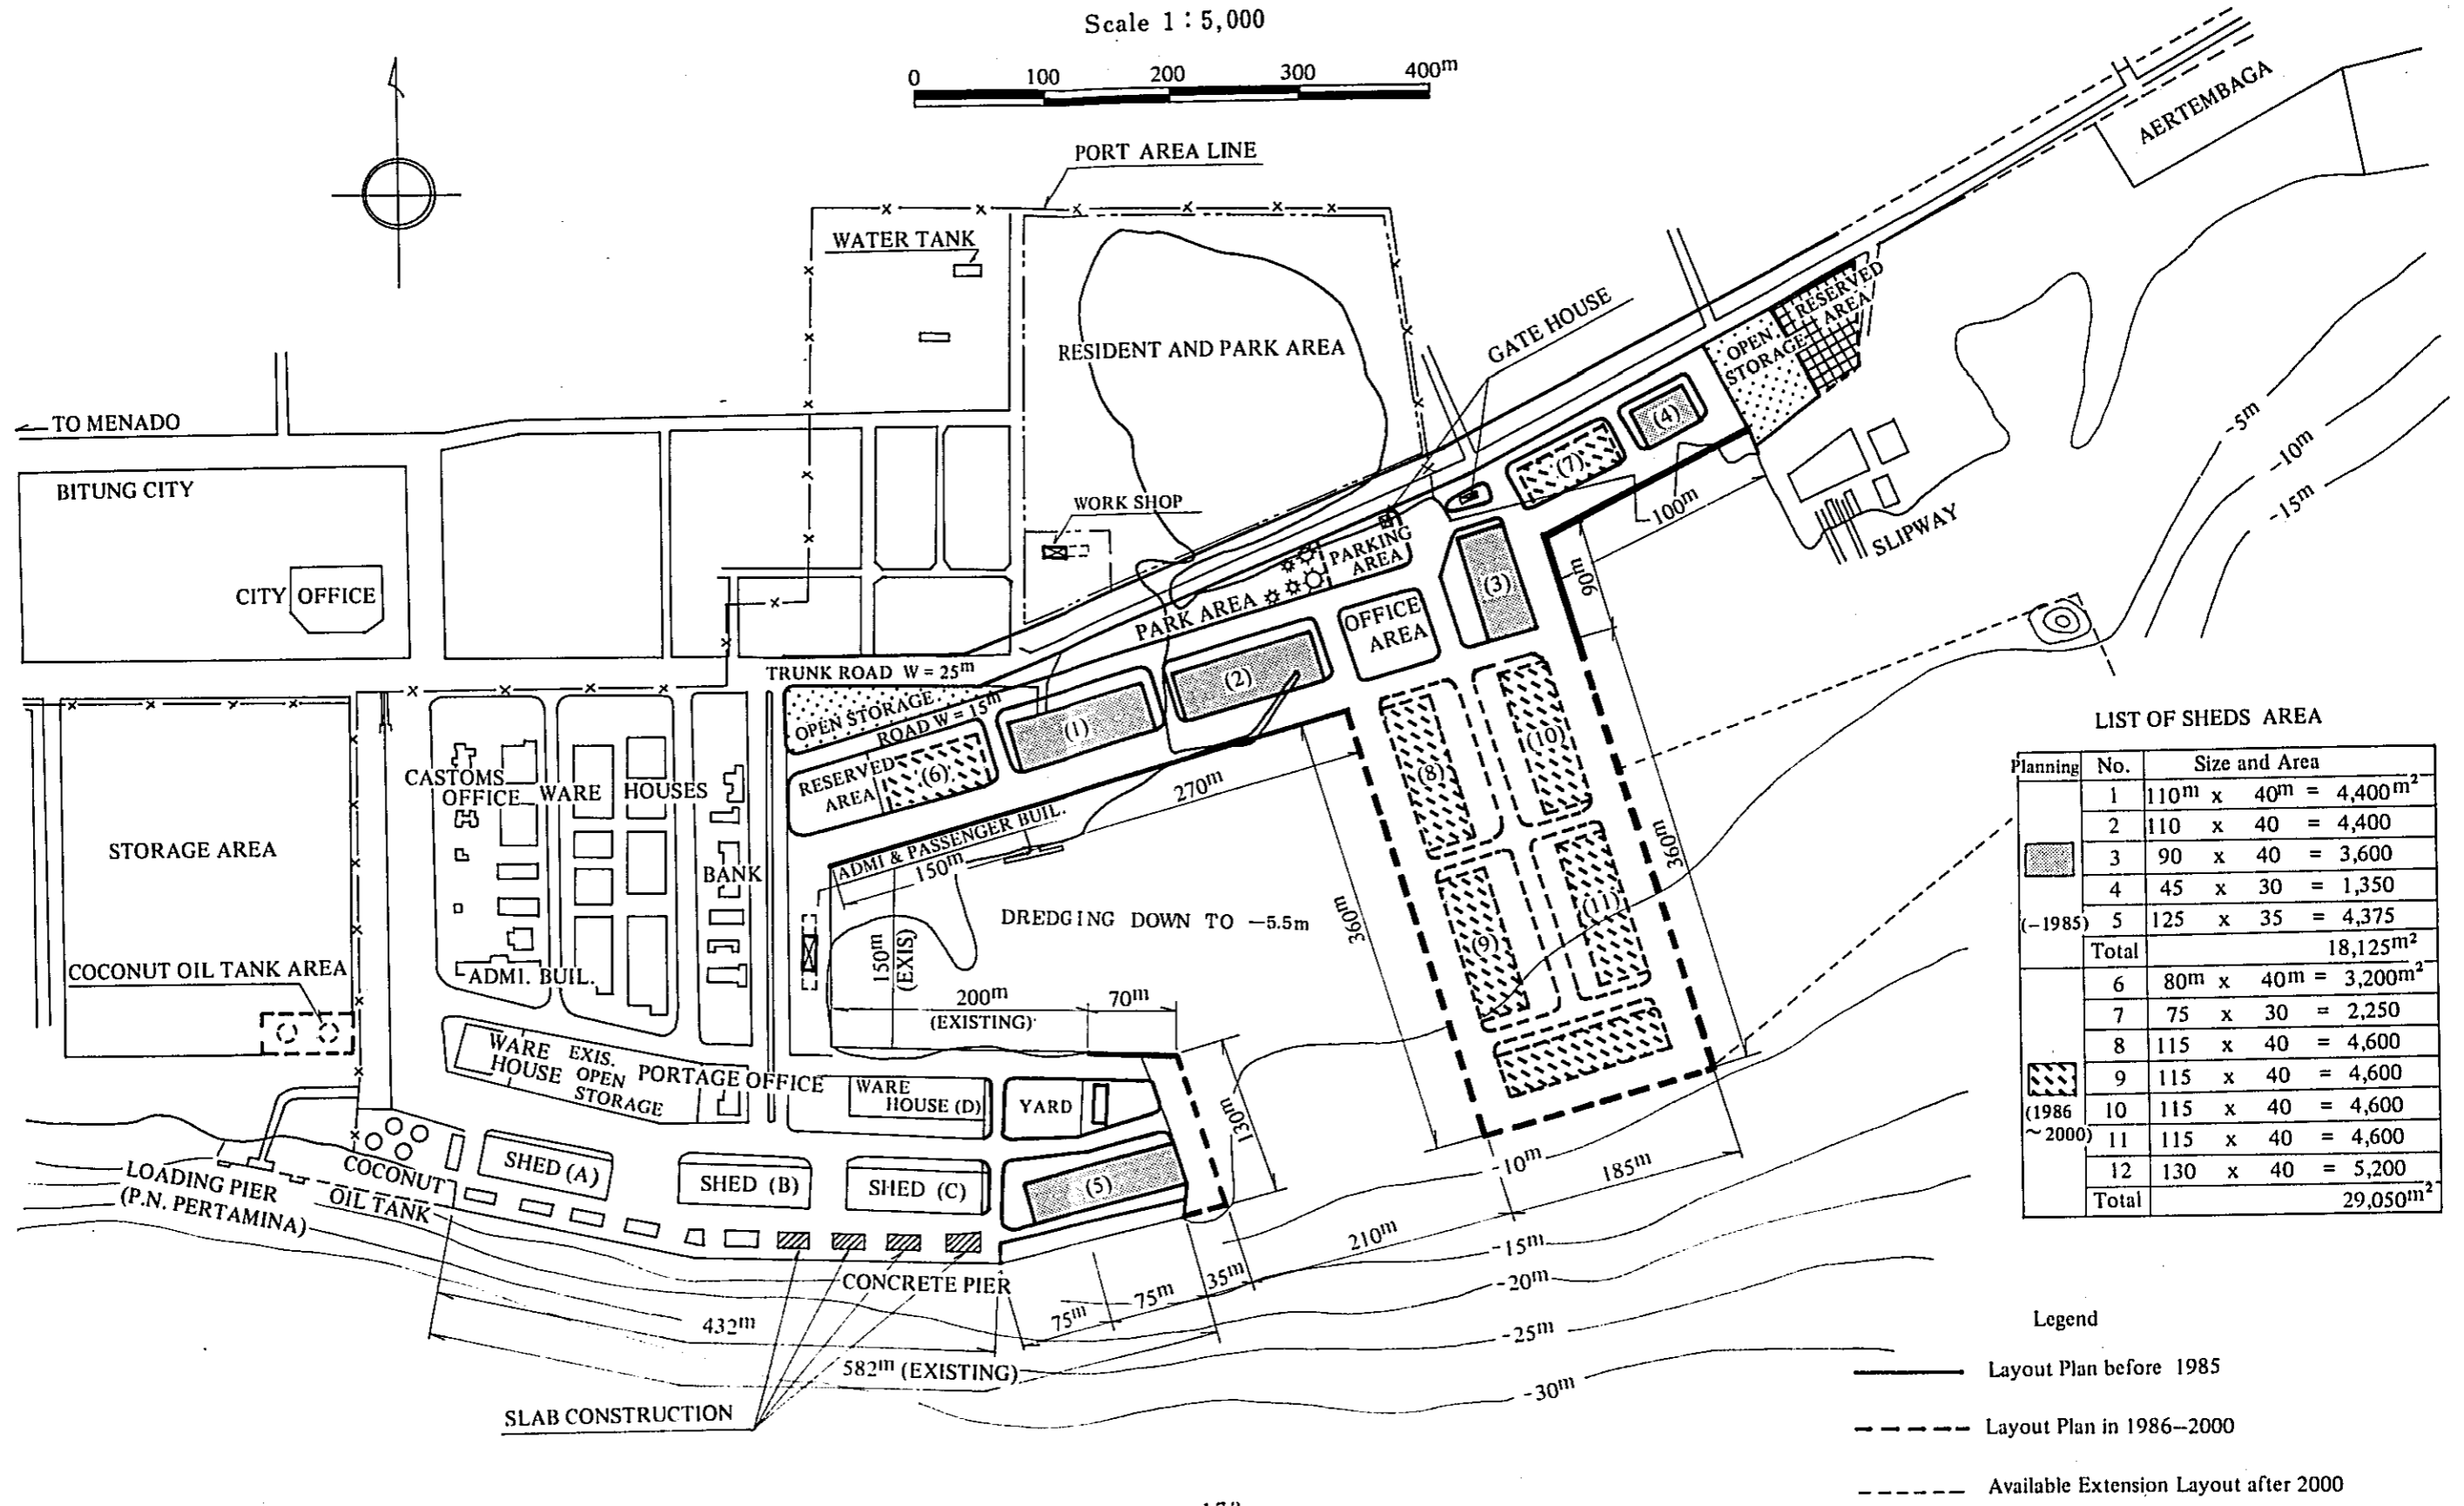 Scale 1 : 5,000
0 100 200 300 400m
PORT AREA LINE
WATER TANK
RESIDENT AND PARK AREA
GATE HOUSE
AERTEMBAGA
RESERVED
AREA
OPEN
STORAGE
TO MENADO
BITUNG CITY
CITY OFFICE
WORK SHOP
(4)
(7)
100m
SLIPWAY
-5m
-10m
-15m
PARKING
AREA
PARK AREA
OFFICE
AREA
(3)
90m
TRUNK ROAD W = 25m
OPEN STORAGE
ROAD W = 15m
RESERVED
AREA
(6)
(1)
(2)
(8)
(10)
(9)
(11)
270m
360m
360m
CASTOMS
OFFICE
WARE HOUSES
BANK
ADMI & PASSENGER BUIL.
150m
DREDGING DOWN TO -5.5m
150m
(EXIS)
200m
(EXISTING)
70m
STORAGE AREA
COCONUT OIL TANK AREA
ADMI. BUIL.
WARE
HOUSE
EXIS.
OPEN
STORAGE
PORTAGE OFFICE
WARE
HOUSE (D)
YARD
130m
LOADING PIER
(P.N. PERTAMINA)
COCONUT
OIL TANK
SHED (A)
SHED (B)
SHED (C)
(5)
CONCRETE PIER
432m
582m (EXISTING)
75m
75m
35m
210m
185m
SLAB CONSTRUCTION
-10m
-15m
-20m
-25m
-30m
LIST OF SHEDS AREA
Planning No. Size and Area
1 110m x 40m = 4,400m2
2 110 x 40 = 4,400
3 90 x 40 = 3,600
4 45 x 30 = 1,350
(-1985) 5 125 x 35 = 4,375
Total 18,125m2
6 80m x 40m = 3,200m2
7 75 x 30 = 2,250
8 115 x 40 = 4,600
9 115 x 40 = 4,600
(1986 10 115 x 40 = 4,600
~2000) 11 115 x 40 = 4,600
12 130 x 40 = 5,200
Total 29,050m2
Legend
Layout Plan before 1985
Layout Plan in 1986-2000
Available Extension Layout after 2000